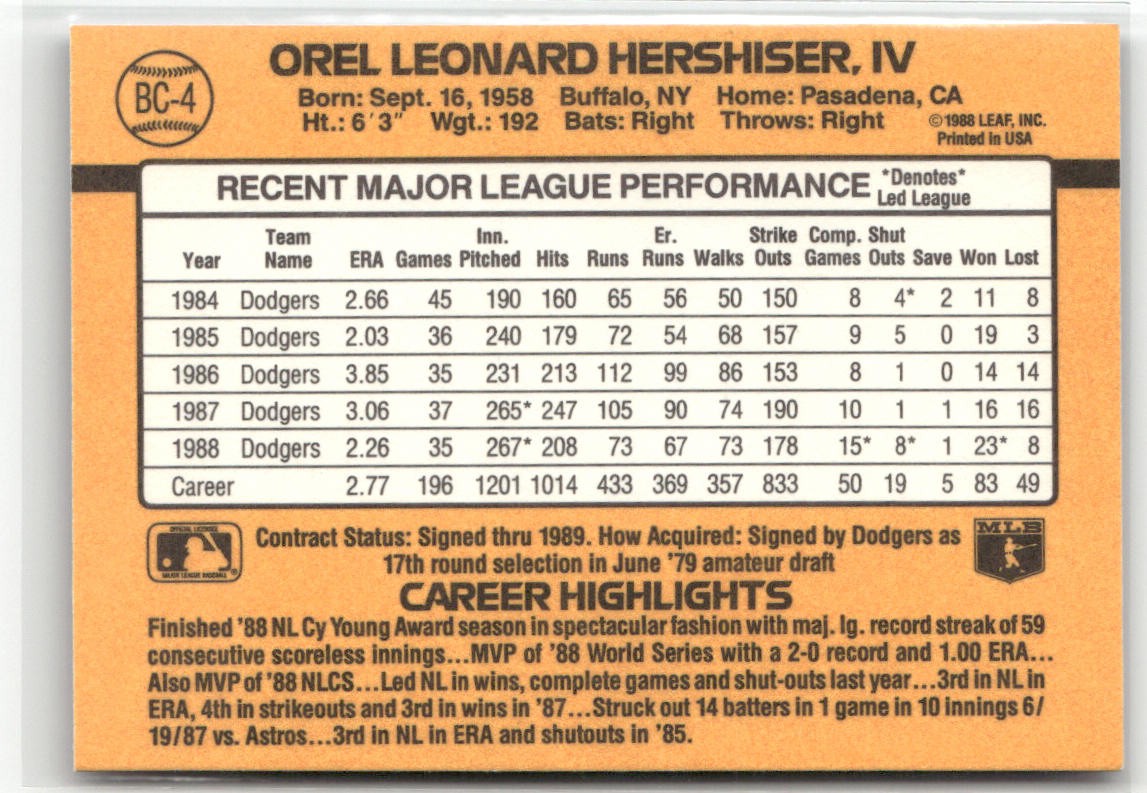 BC-4
OREL LEONARD HERSHISER, IV
Born: Sept. 16, 1958 Buffalo, NY Home: Pasadena, CA
Ht.: 6´3˝ Wgt.: 192 Bats: Right Throws: Right
©1988 LEAF, INC.
Printed in USA
RECENT MAJOR LEAGUE PERFORMANCE *Denotes* Led League
Year Team Name ERA Games Inn. Pitched Hits Runs Er. Runs Walks Strike Outs Comp. Games Shut Outs Save Won Lost
1984 Dodgers 2.66 45 190 160 65 56 50 150 8 4* 2 11 8
1985 Dodgers 2.03 36 240 179 72 54 68 157 9 5 0 19 3
1986 Dodgers 3.85 35 231 213 112 99 86 153 8 1 0 14 14
1987 Dodgers 3.06 37 265* 247 105 90 74 190 10 1 1 16 16
1988 Dodgers 2.26 35 267* 208 73 67 73 178 15* 8* 1 23* 8
Career 2.77 196 1201 1014 433 369 357 833 50 19 5 83 49
OFFICIAL LICENSEE
MAJOR LEAGUE BASEBALL ®
Contract Status: Signed thru 1989. How Acquired: Signed by Dodgers as
17th round selection in June '79 amateur draft
MLB
CAREER HIGHLIGHTS
Finished '88 NL Cy Young Award season in spectacular fashion with maj. lg. record streak of 59
consecutive scoreless innings...MVP of '88 World Series with a 2-0 record and 1.00 ERA...
Also MVP of '88 NLCS...Led NL in wins, complete games and shut-outs last year...3rd in NL in
ERA, 4th in strikeouts and 3rd in wins in '87...Struck out 14 batters in 1 game in 10 innings 6/
19/87 vs. Astros...3rd in NL in ERA and shutouts in '85.